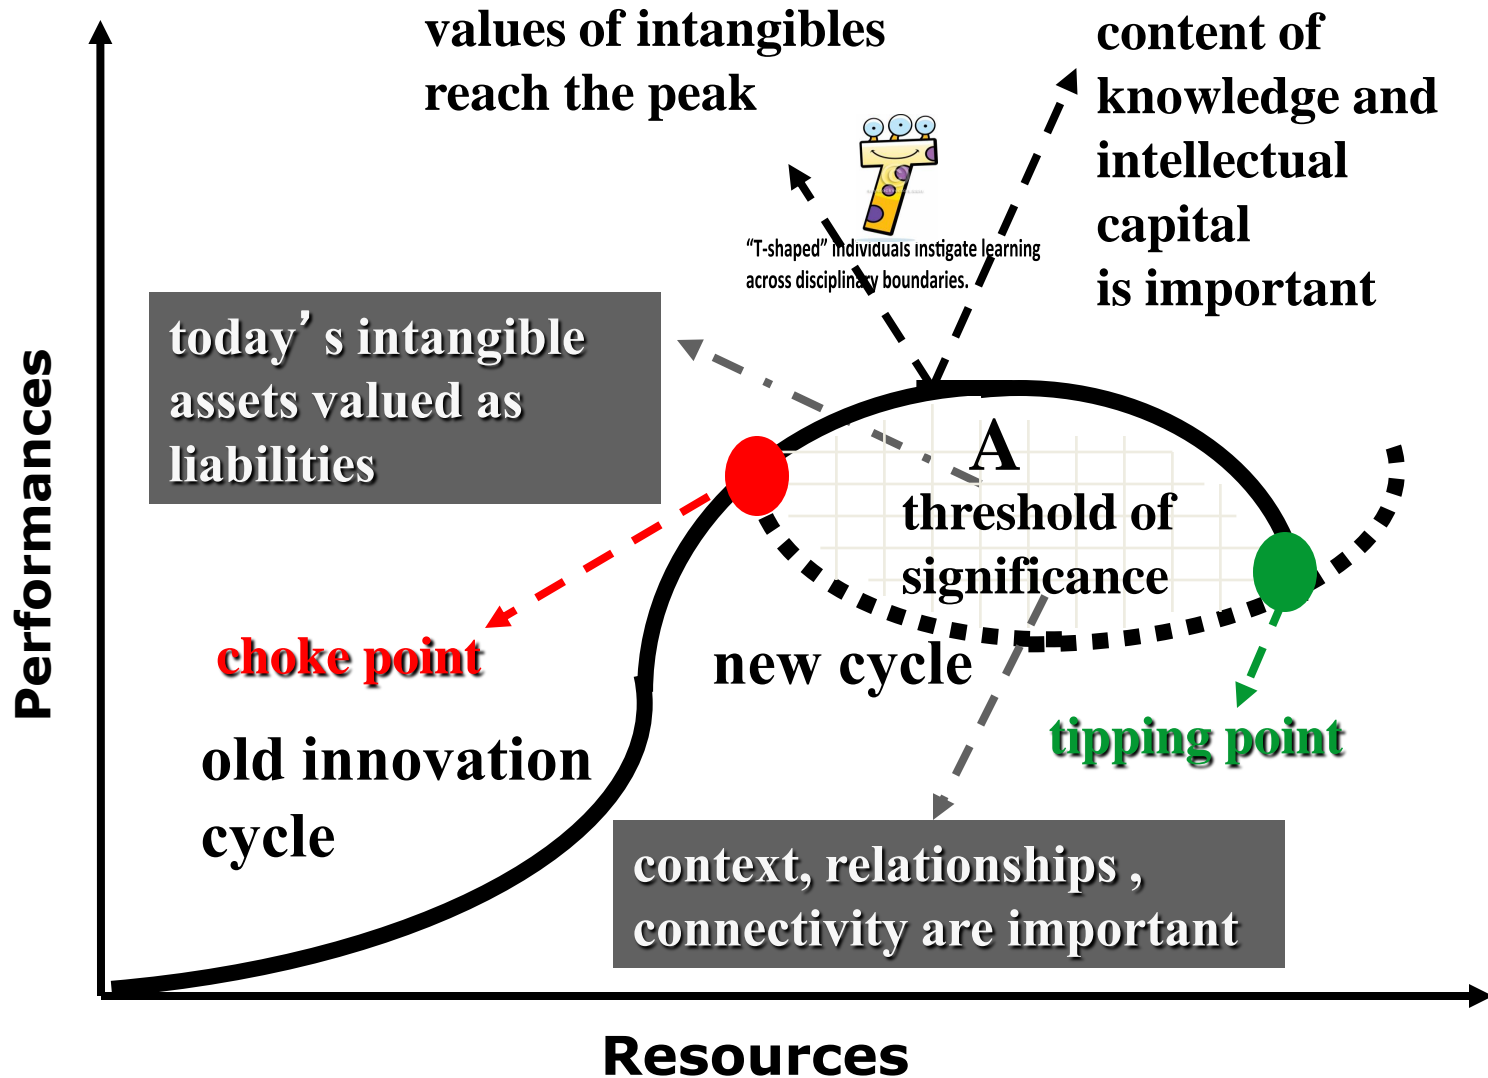 values of intangibles
reach the peak
content of
knowledge and
intellectual
capital
is important
“T-shaped” individuals instigate learning
across disciplinary boundaries.
today’s intangible
assets valued as
liabilities
A
threshold of
significance
choke point
new cycle
tipping point
old innovation
cycle
context, relationships ,
connectivity are important
Performances
Resources